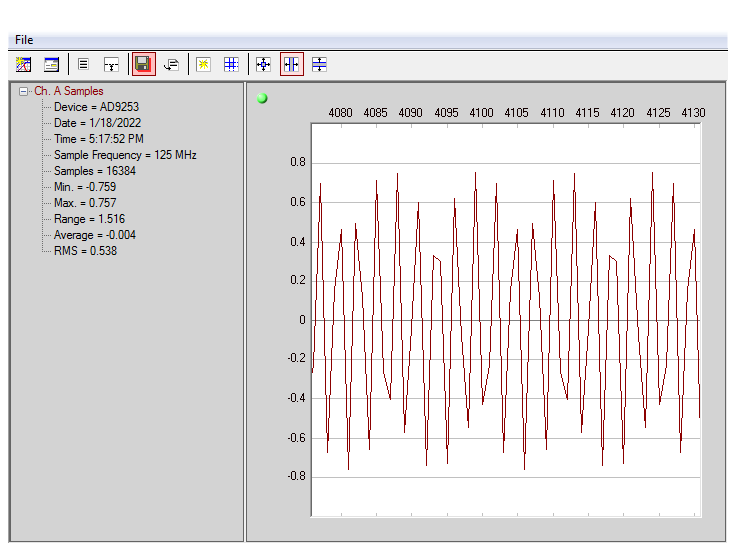 File
Ch. A Samples
Device = AD9253
Date = 1/18/2022
Time = 5:17:52 PM
Sample Frequency = 125 MHz
Samples = 16384
Min. = -0.759
Max. = 0.757
Range = 1.516
Average = -0.004
RMS = 0.538
4080 4085 4090 4095 4100 4105 4110 4115 4120 4125 4130
0.8
0.6
0.4
0.2
0
-0.2
-0.4
-0.6
-0.8